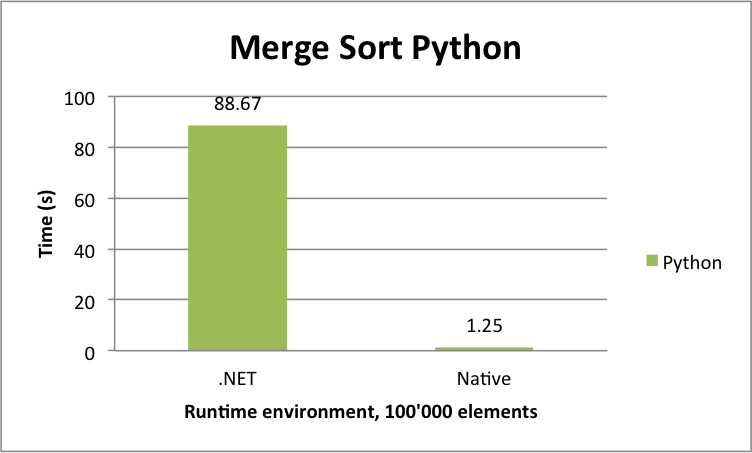 Merge Sort Python
100
88.67
80
60
40
20
0
1.25
Time (s)
Python
.NET
Native
Runtime environment, 100'000 elements